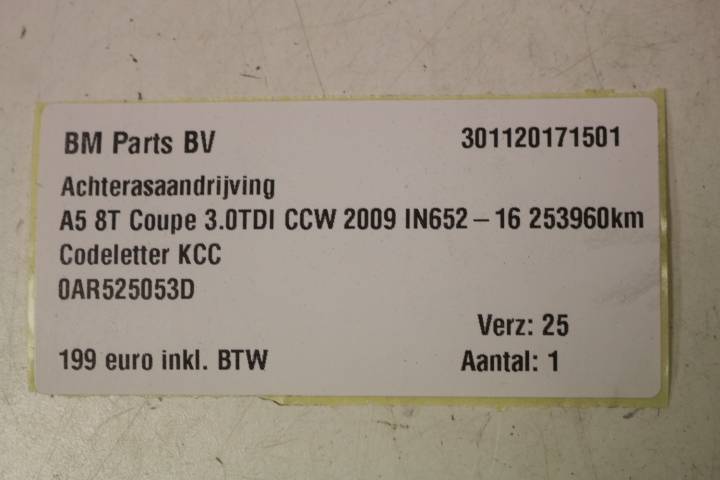 BM Parts BV 301120171501
Achterasaandrijving
A5 8T Coupe 3.0TDI CCW 2009 IN652 – 16 253960km
Codeletter KCC
0AR525053D
Verz: 25
199 euro inkl. BTW Aantal: 1